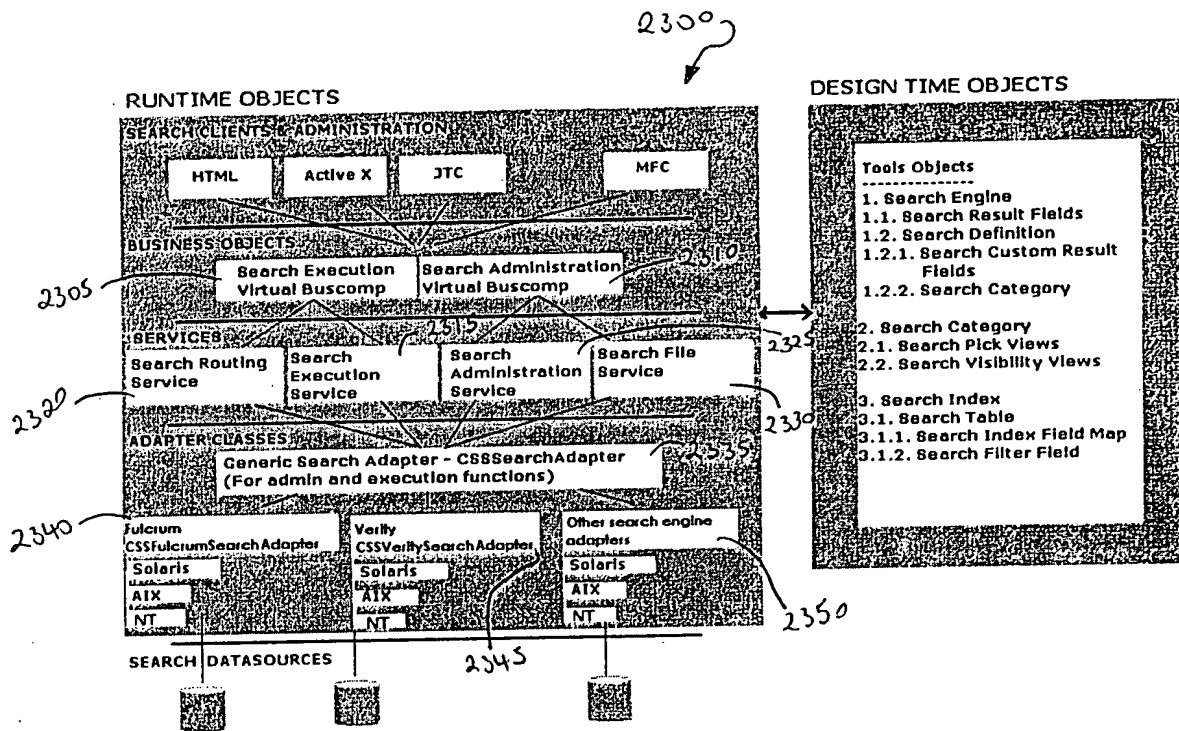 2300
RUNTIME OBJECTS
DESIGN TIME OBJECTS
SEARCH CLIENTS & ADMINISTRATION
HTML
Active X
JTC
MFC
BUSINESS OBJECTS
2305
Search Execution
Virtual Buscomp
Search Administration
Virtual Buscomp
2310
SERVICES
2315
2325
Search Routing
Service
Search
Execution
Service
Search
Administration
Service
Search File
Service
2320
2330
ADAPTER CLASSES
Generic Search Adapter - CSSSearchAdapter
(For admin and execution functions)
2335
2340
Fulcrum
CSSFulcrumSearchAdapter
Solaris
AIX
NT
Verity
CSSVeritySearchAdapter
Solaris
AIX
NT
Other search engine
adapters
Solaris
AIX
NT
2345
2350
SEARCH DATASOURCES
Tools Objects
--------------
1. Search Engine
1.1. Search Result Fields
1.2. Search Definition
1.2.1. Search Custom Result
Fields
1.2.2. Search Category
2. Search Category
2.1. Search Pick Views
2.2. Search Visibility Views
3. Search Index
3.1. Search Table
3.1.1. Search Index Field Map
3.1.2. Search Filter Field